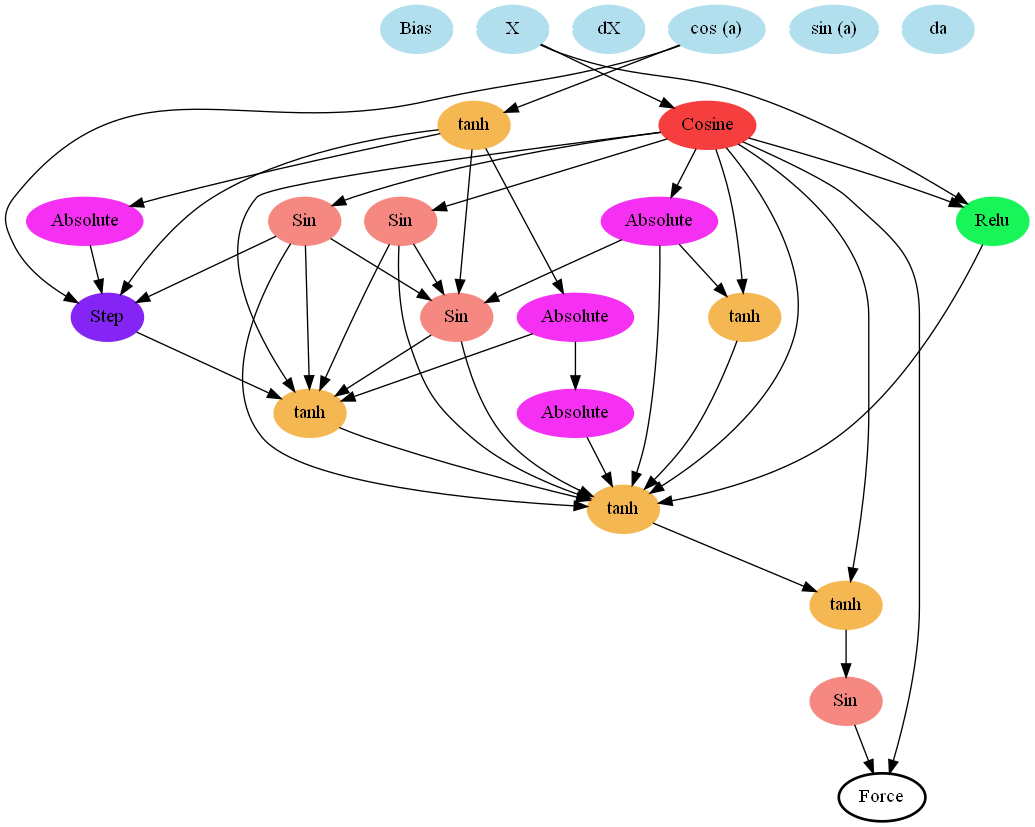 Bias X dX cos (a) sin (a) da
tanh Cosine
Absolute Sin Sin Absolute Relu
Step Sin Absolute tanh
tanh Absolute
tanh
tanh
Sin
Force